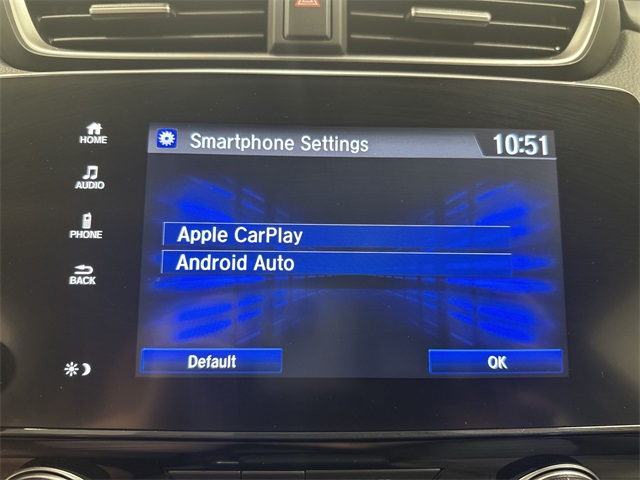 HOME
AUDIO
PHONE
BACK
Smartphone Settings 10:51
Apple CarPlay
Android Auto
Default OK